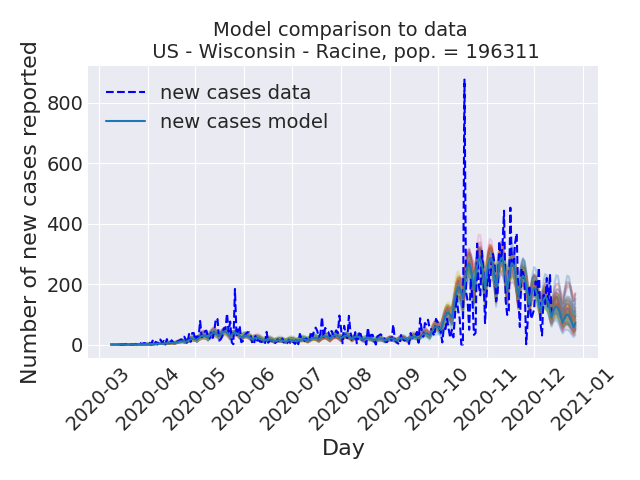 Model comparison to data
US - Wisconsin - Racine, pop. = 196311
Number of new cases reported
800
600
400
200
0
new cases data
new cases model
2020-03
2020-04
2020-05
2020-06
2020-07
2020-08
2020-09
2020-10
2020-11
2020-12
2021-01
Day